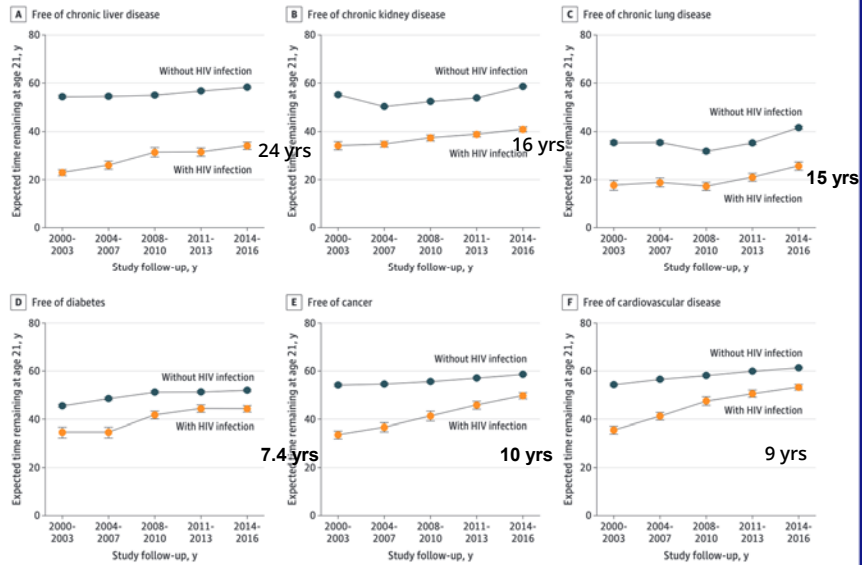 A Free of chronic liver disease
Expected time remaining at age 21, y
80
60
40
20
0
Without HIV infection
With HIV infection
24 yrs
2000-
2003
2004-
2007
2008-
2010
2011-
2013
2014-
2016
Study follow-up, y
B Free of chronic kidney disease
Expected time remaining at age 21, y
80
60
40
20
0
Without HIV infection
With HIV infection
16 yrs
2000-
2003
2004-
2007
2008-
2010
2011-
2013
2014-
2016
Study follow-up, y
C Free of chronic lung disease
Expected time remaining at age 21, y
80
60
40
20
0
Without HIV infection
With HIV infection
15 yrs
2000-
2003
2004-
2007
2008-
2010
2011-
2013
2014-
2016
Study follow-up, y
D Free of diabetes
Expected time remaining at age 21, y
80
60
40
20
0
Without HIV infection
With HIV infection
7.4 yrs
2000-
2003
2004-
2007
2008-
2010
2011-
2013
2014-
2016
Study follow-up, y
E Free of cancer
Expected time remaining at age 21, y
80
60
40
20
0
Without HIV infection
With HIV infection
10 yrs
2000-
2003
2004-
2007
2008-
2010
2011-
2013
2014-
2016
Study follow-up, y
F Free of cardiovascular disease
Expected time remaining at age 21, y
80
60
40
20
0
Without HIV infection
With HIV infection
9 yrs
2000-
2003
2004-
2007
2008-
2010
2011-
2013
2014-
2016
Study follow-up, y